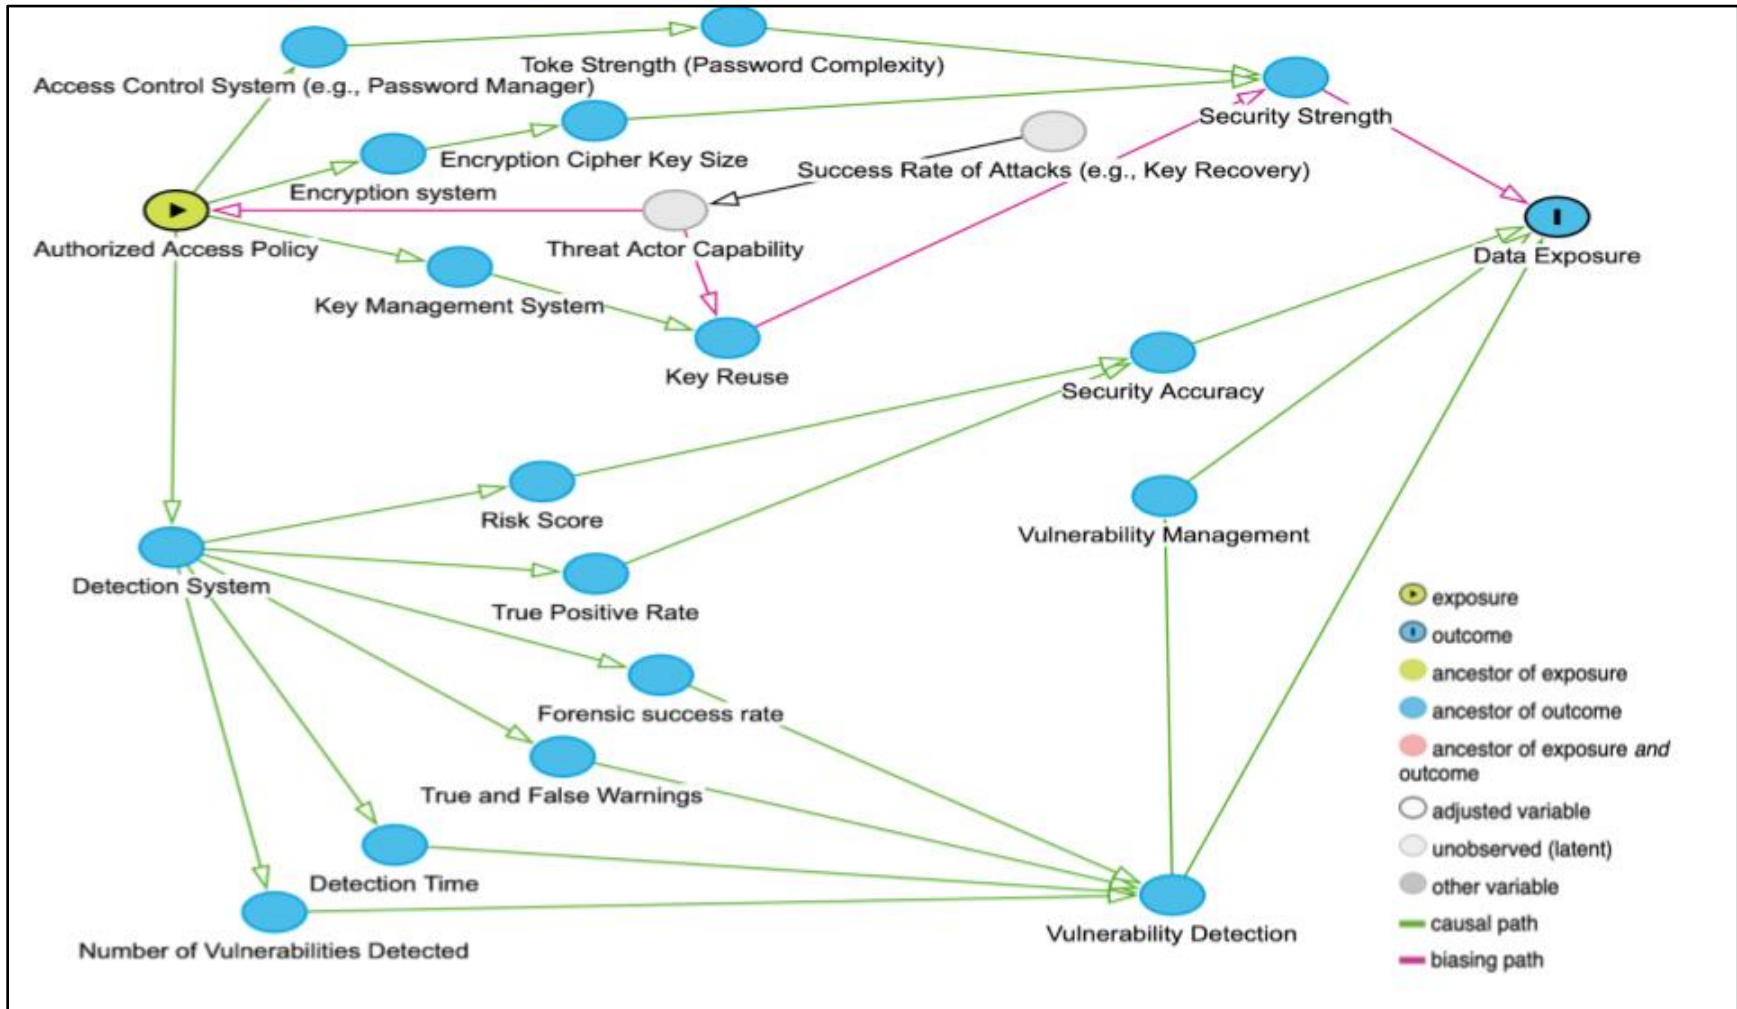 Toke Strength (Password Complexity)
Access Control System (e.g., Password Manager)
Security Strength
Encryption Cipher Key Size
Success Rate of Attacks (e.g., Key Recovery)
Encryption system
Authorized Access Policy
Threat Actor Capability
Data Exposure
Key Management System
Key Reuse
Security Accuracy
Risk Score
Vulnerability Management
Detection System
True Positive Rate
Forensic success rate
True and False Warnings
Detection Time
Number of Vulnerabilities Detected
Vulnerability Detection
exposure
outcome
ancestor of exposure
ancestor of outcome
ancestor of exposure and
outcome
adjusted variable
unobserved (latent)
other variable
causal path
biasing path